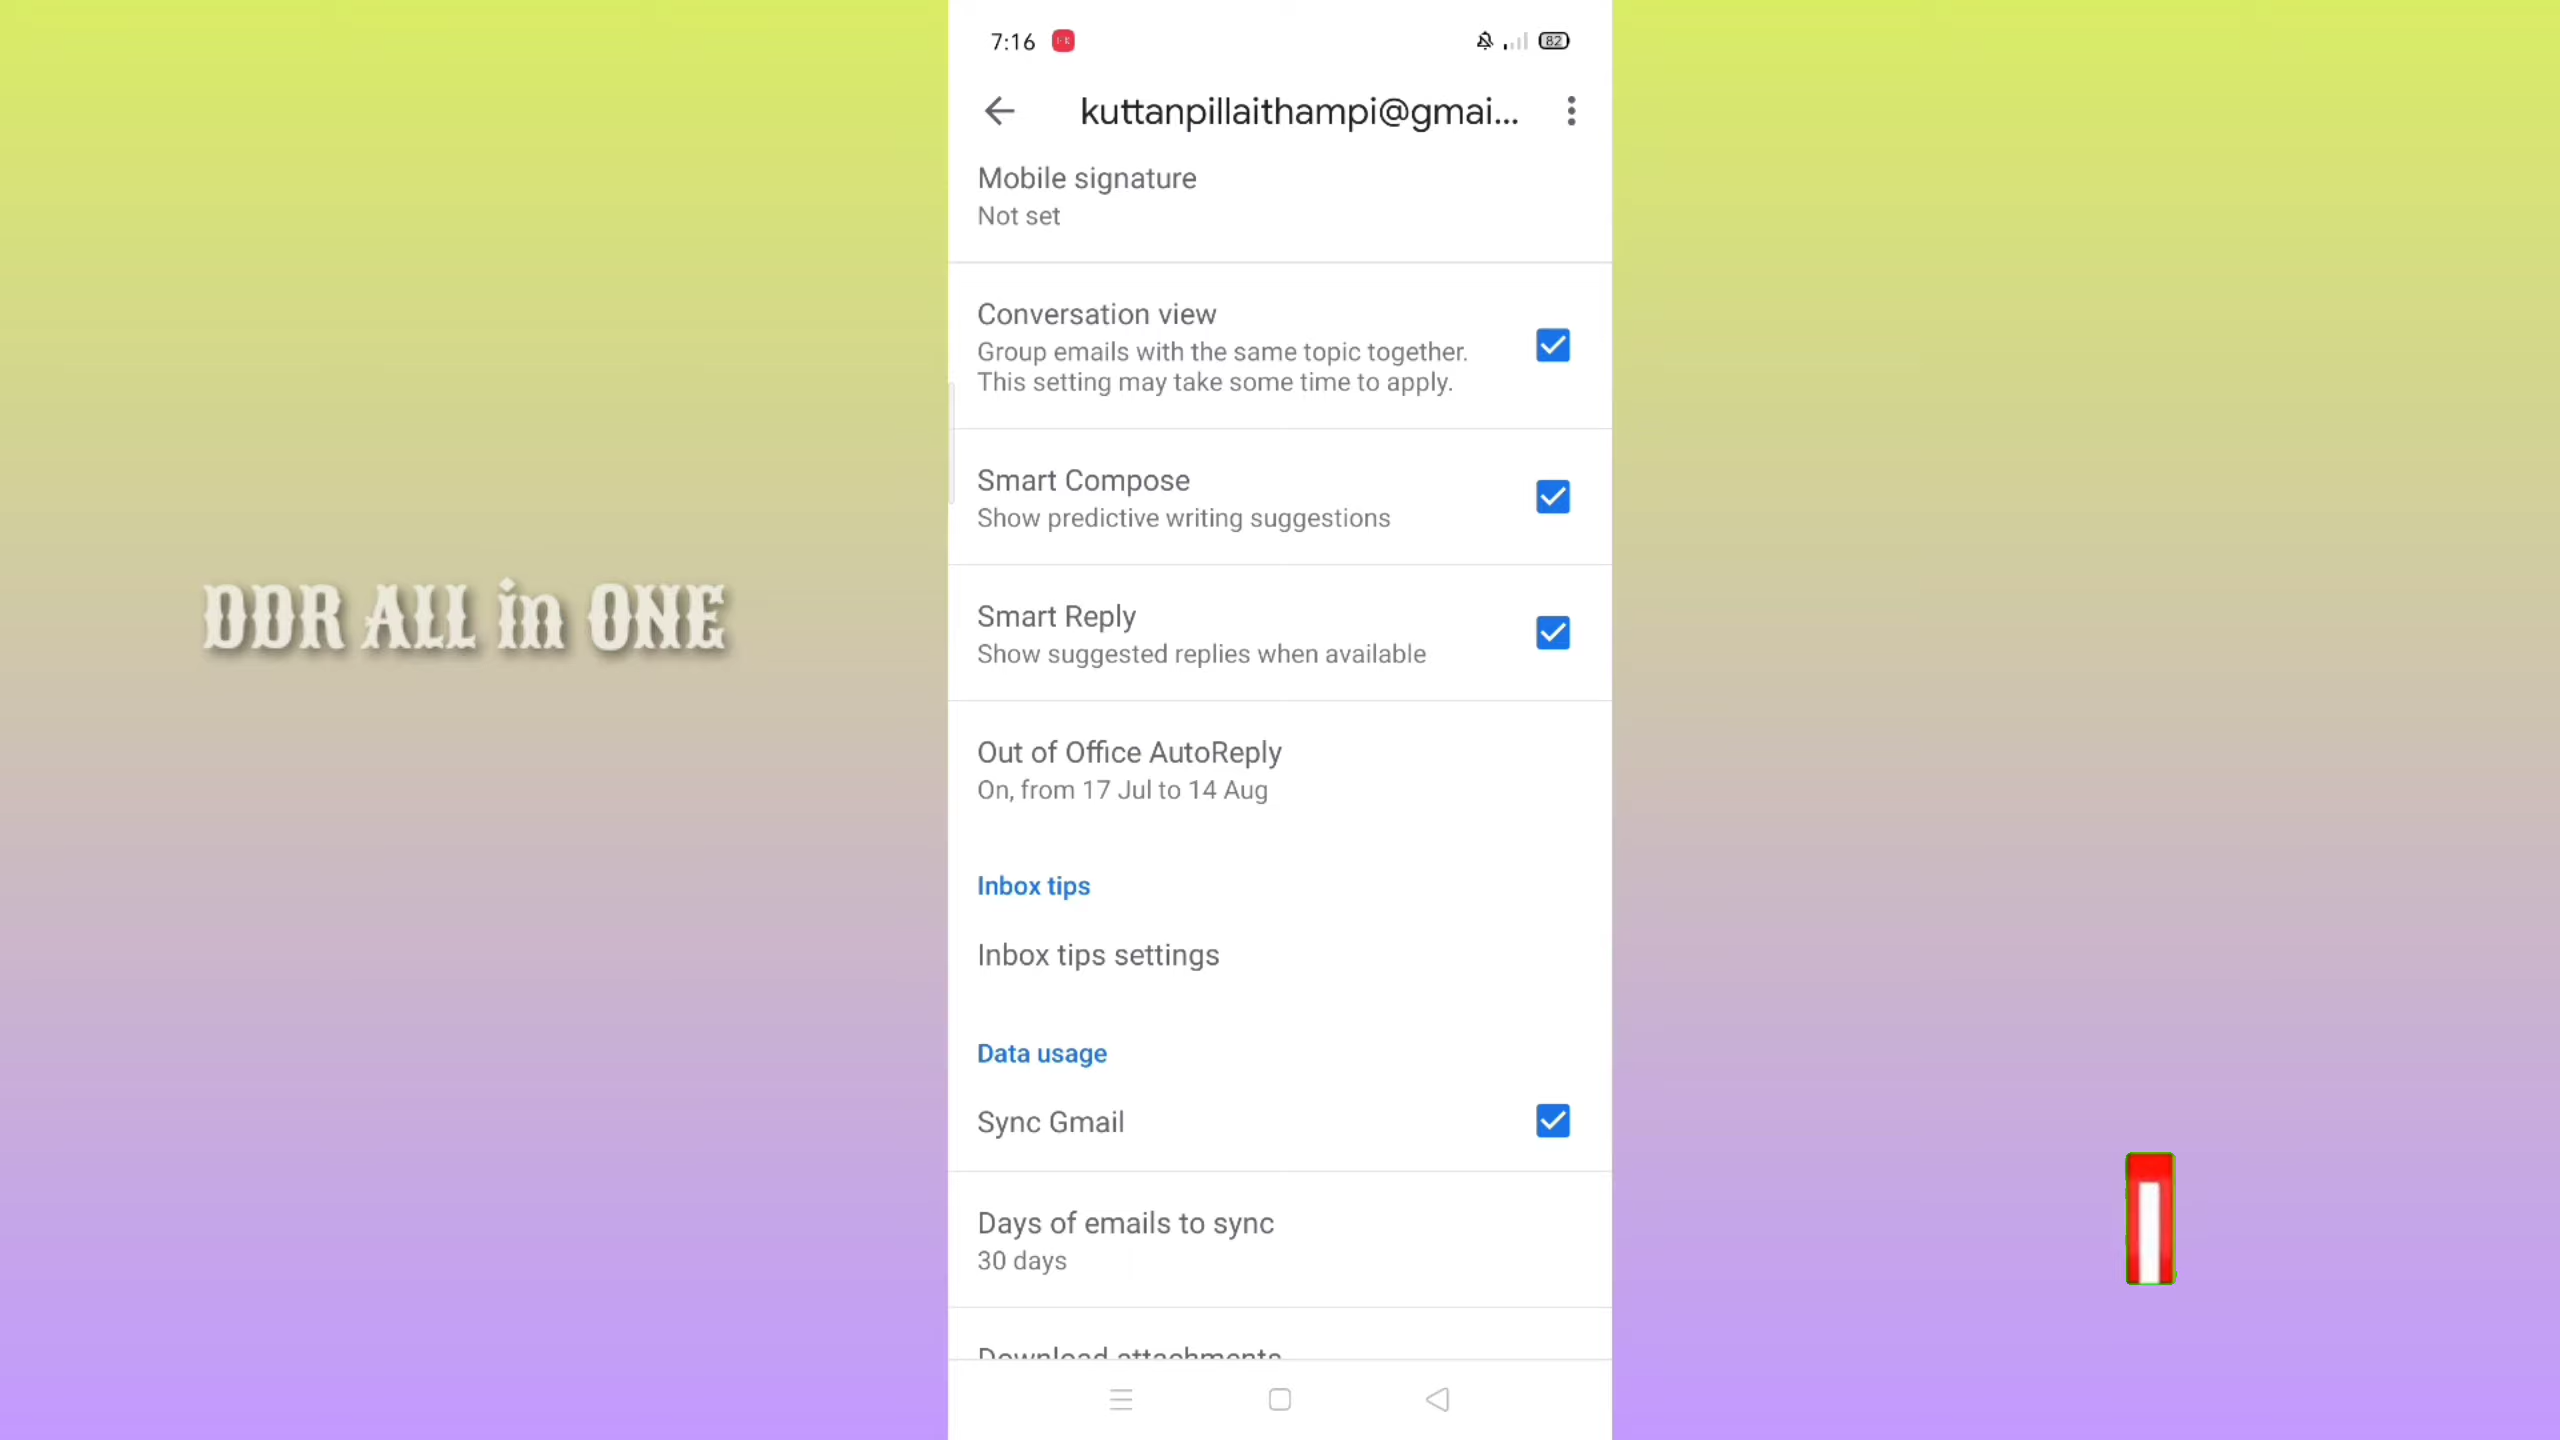 7:16
82
kuttanpillaithampi@gmai...
Mobile signature
Not set
Conversation view
Group emails with the same topic together.
This setting may take some time to apply.
Smart Compose
Show predictive writing suggestions
Smart Reply
Show suggested replies when available
DDR ALL in ONE
Out of Office AutoReply
On, from 17 Jul to 14 Aug
Inbox tips
Inbox tips settings
Data usage
Sync Gmail
Days of emails to sync
30 days
Download attachments